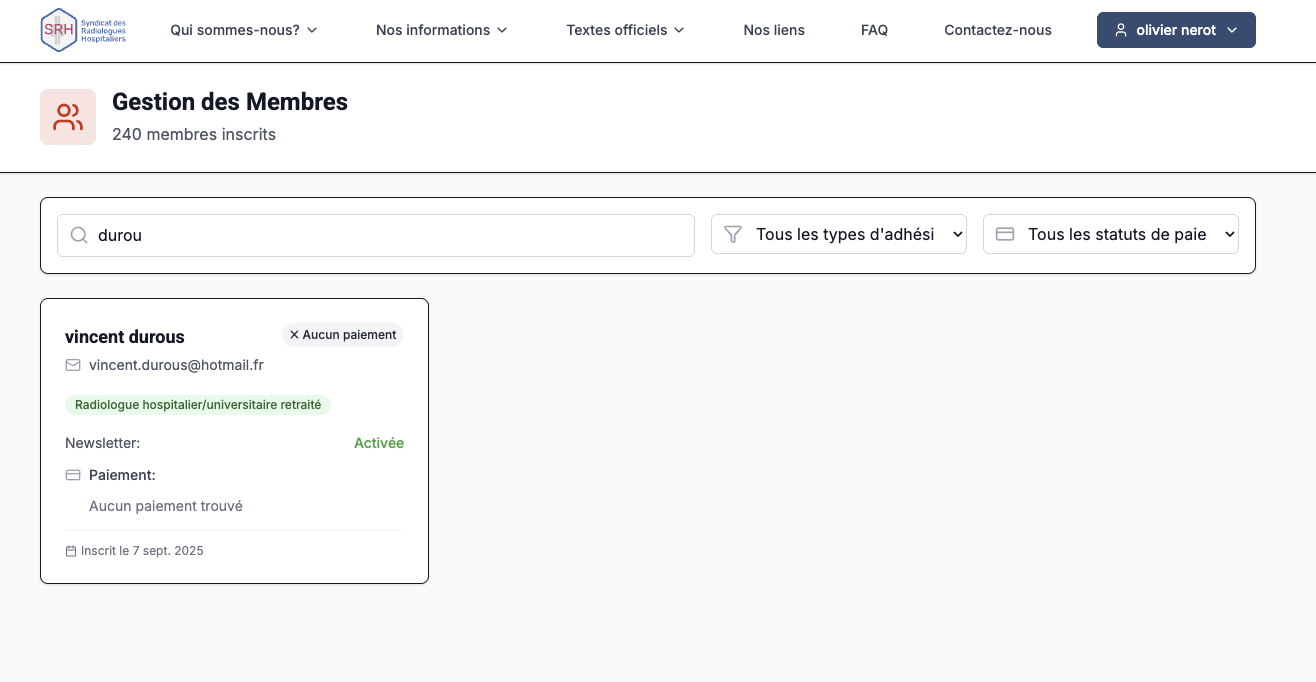 SRH Syndicat des
Radiologues
Hospitaliers
Qui sommes-nous? Nos informations Textes officiels Nos liens FAQ Contactez-nous olivier nerot
Gestion des Membres
240 membres inscrits
durou Tous les types d'adhési Tous les statuts de paie
vincent durous Aucun paiement
vincent.durous@hotmail.fr
Radiologue hospitalier/universitaire retraité
Newsletter: Activée
Paiement:
Aucun paiement trouvé
Inscrit le 7 sept. 2025